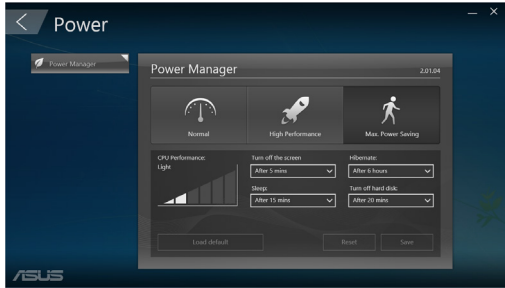 Power
Power Manager
Power Manager
2.01.04
Normal
High Performance
Max. Power Saving
CPU Performance:
Light
Turn off the screen
After 5 mins
Hibernate:
After 6 hours
Sleep:
After 15 mins
Turn off hard disk:
After 20 mins
Load default
Reset
Save
ASUS